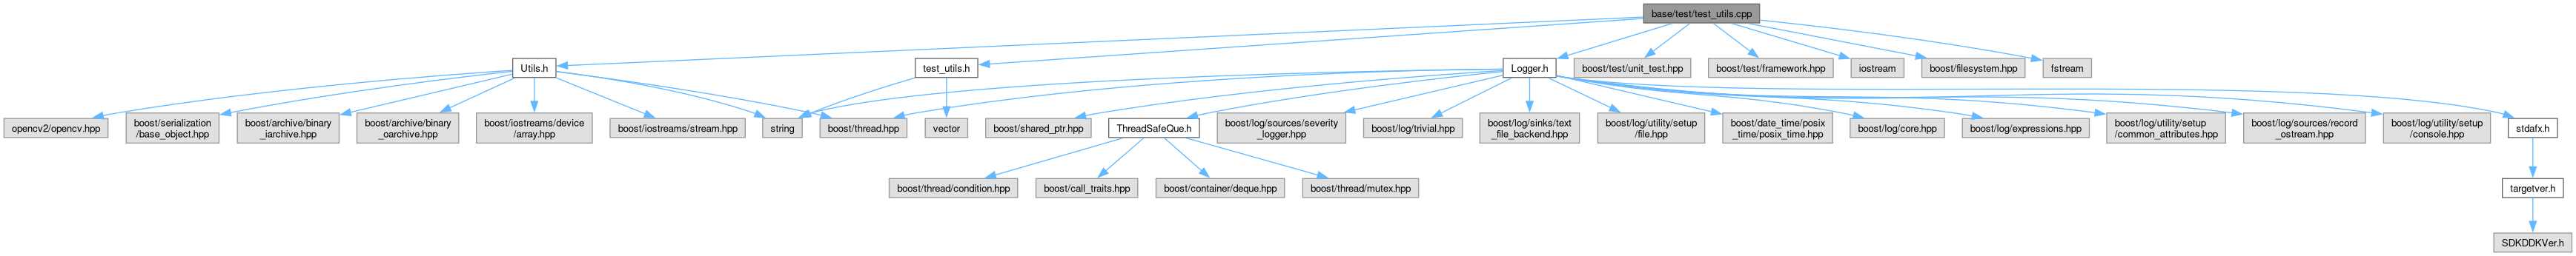 base/test/test_utils.cpp
Utils.h
test_utils.h
Logger.h
boost/test/unit_test.hpp
boost/test/framework.hpp
iostream
boost/filesystem.hpp
fstream
opencv2/opencv.hpp
boost/serialization
/base_object.hpp
boost/archive/binary
_iarchive.hpp
boost/archive/binary
_oarchive.hpp
boost/iostreams/device
/array.hpp
boost/iostreams/stream.hpp
string
boost/thread.hpp
vector
boost/shared_ptr.hpp
ThreadSafeQue.h
boost/log/sources/severity
_logger.hpp
boost/log/trivial.hpp
boost/log/sinks/text
_file_backend.hpp
boost/log/utility/setup
/file.hpp
boost/date_time/posix
_time/posix_time.hpp
boost/log/core.hpp
boost/log/expressions.hpp
boost/log/utility/setup
/common_attributes.hpp
boost/log/sources/record
_ostream.hpp
boost/log/utility/setup
/console.hpp
stdafx.h
boost/thread/condition.hpp
boost/call_traits.hpp
boost/container/deque.hpp
boost/thread/mutex.hpp
targetver.h
SDKDDKVer.h